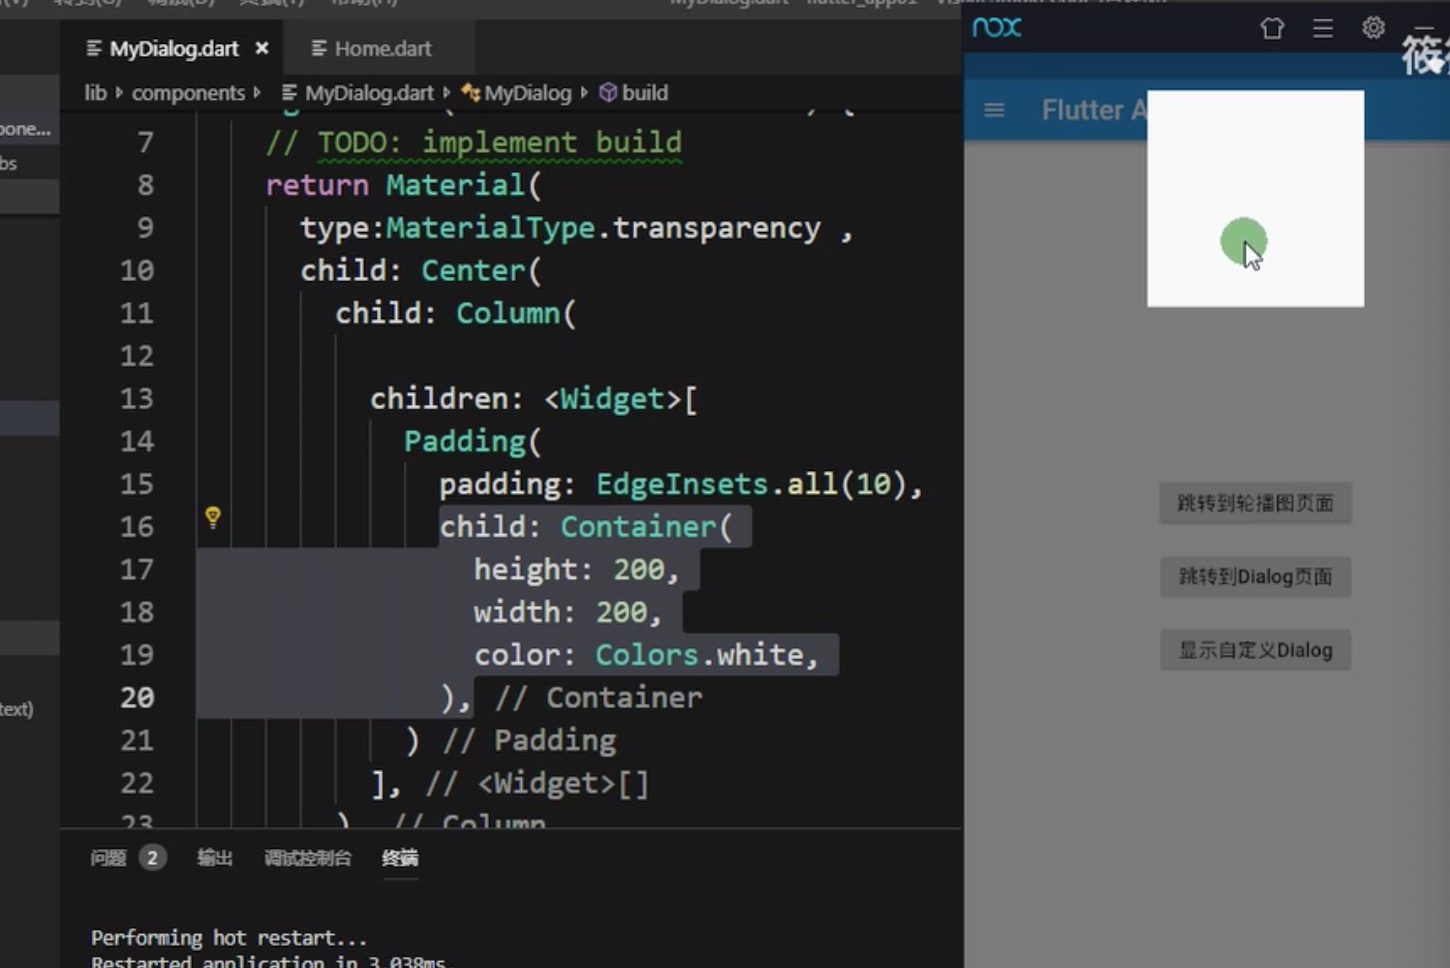 MyDialog.dart ×
Home.dart
lib
components
MyDialog.dart
MyDialog
build
7 // TODO: implement build
8 return Material(
9 type:MaterialType.transparency ,
10 child: Center(
11 child: Column(
12
13 children: <Widget>[
14 Padding(
15 padding: EdgeInsets.all(10),
16 child: Container(
17 height: 200,
18 width: 200,
19 color: Colors.white,
20 ), // Container
21 ) // Padding
22 ], // <Widget>[]
23 ) // Column
问题 2 输出 调试控制台 终端
Performing hot restart...
Restarted application in 3,038ms.
pone...
bs
text)
nox
Flutter A
跳转到轮播图页面
跳转到Dialog页面
显示自定义Dialog